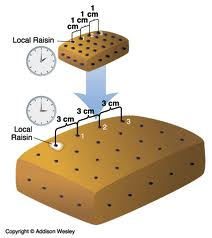 1
1 cm
1 cm
cm
Local Raisin
3 cm
3 cm
3 cm
Local
Raisin
1
2
3
Copyright © Addison Wesley